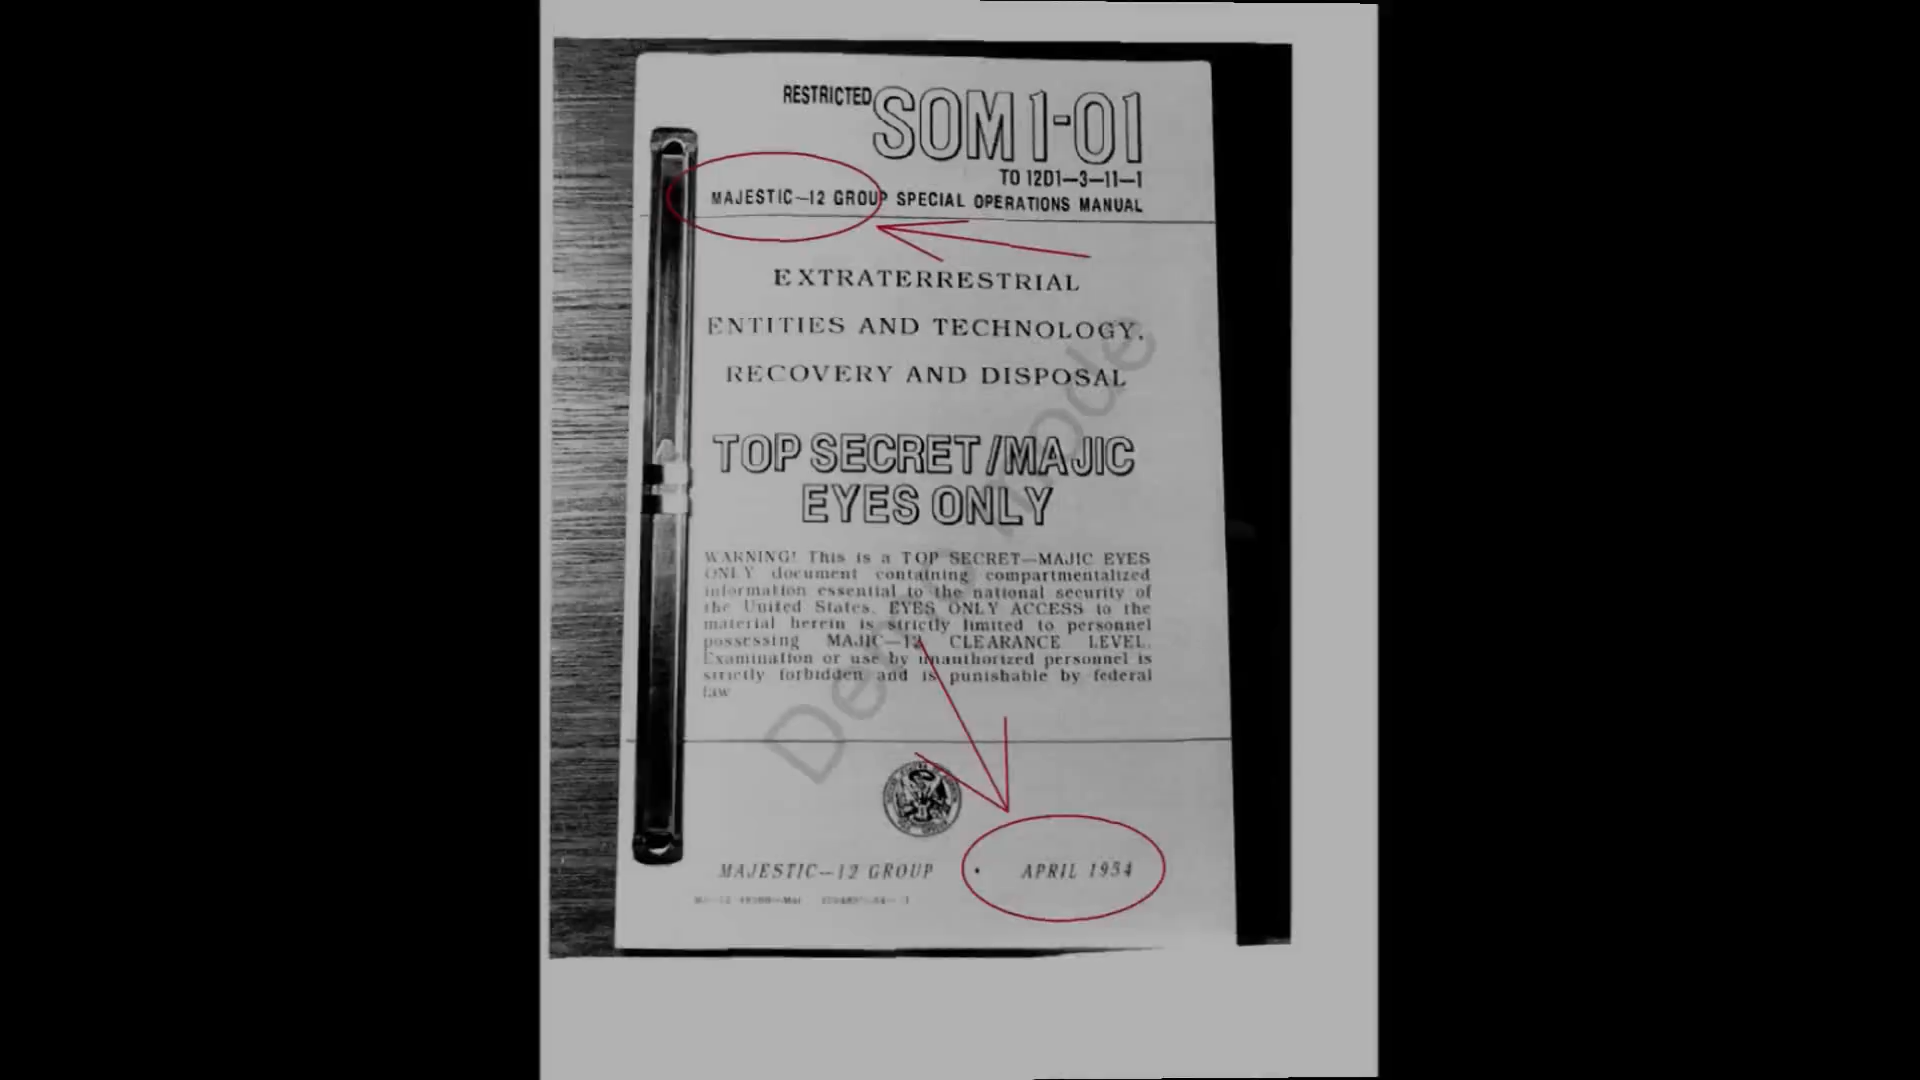 RESTRICTED SOM 1-01
TO 12D1—3—11—1
MAJESTIC—12 GROUP SPECIAL OPERATIONS MANUAL
EXTRATERRESTRIAL
ENTITIES AND TECHNOLOGY,
RECOVERY AND DISPOSAL
TOP SECRET/MAJIC
EYES ONLY
WARNING! This is a TOP SECRET—MAJIC EYES
ONLY document containing compartmentalized
information essential to the national security of
the United States. EYES ONLY ACCESS to the
material herein is strictly limited to personnel
possessing MAJIC—12 CLEARANCE LEVEL.
Examination or use by unauthorized personnel is
strictly forbidden and is punishable by federal
law
MAJESTIC—12 GROUP • APRIL 1954
Demo mode